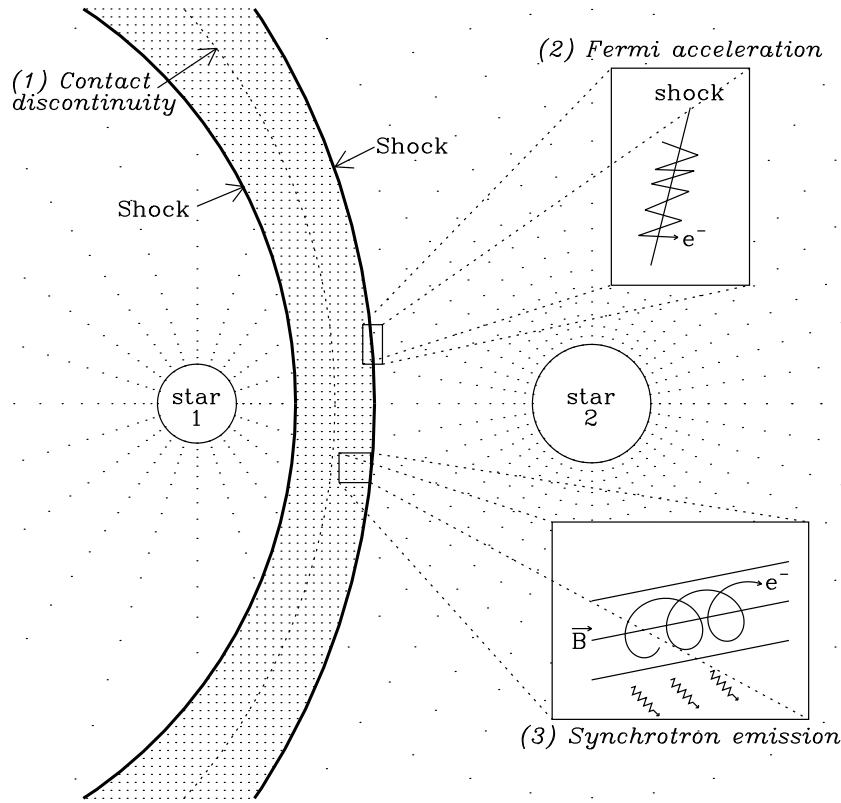 (2) Fermi acceleration
(1) Contact
discontinuity
shock
Shock
Shock
e⁻
star
1
star
2
e⁻
B
(3) Synchrotron emission